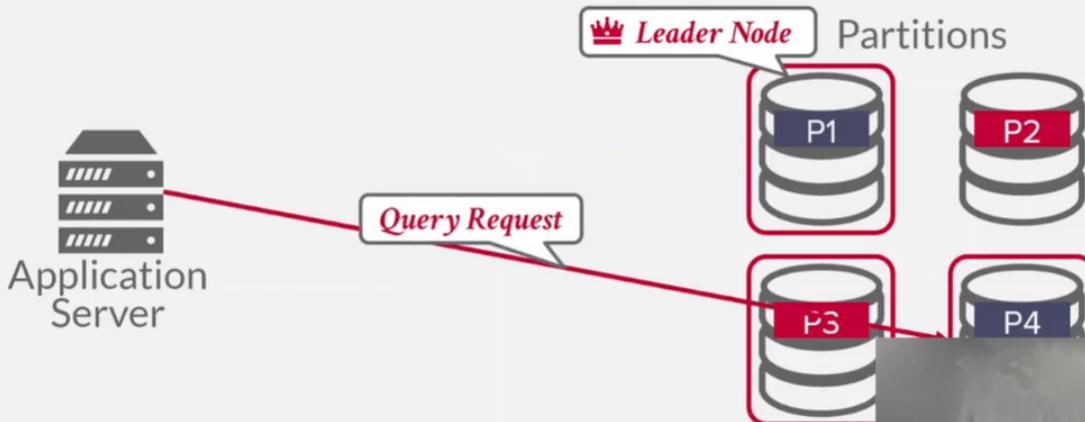 Leader Node
Partitions
P1
P2
Query Request
Application
Server
P3
P4